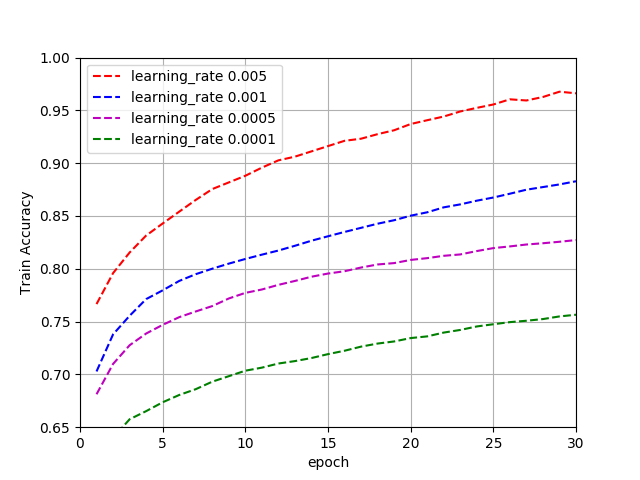 1.00
0.95
0.90
0.85
0.80
0.75
0.70
0.65
Train Accuracy
learning_rate 0.005
learning_rate 0.001
learning_rate 0.0005
learning_rate 0.0001
0 5 10 15 20 25 30
epoch